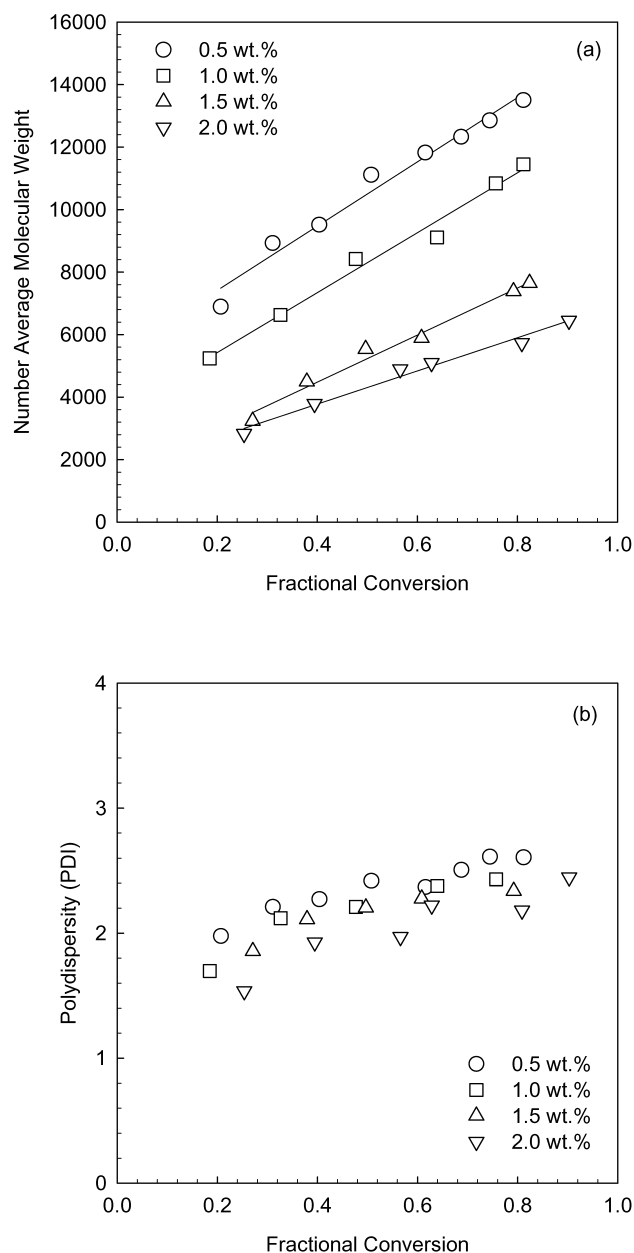 16000
14000
12000
10000
8000
6000
4000
2000
0
Number Average Molecular Weight
0.5 wt.%
1.0 wt.%
1.5 wt.%
2.0 wt.%
(a)
0.0 0.2 0.4 0.6 0.8 1.0
Fractional Conversion
4
3
2
1
0
Polydispersity (PDI)
(b)
0.5 wt.%
1.0 wt.%
1.5 wt.%
2.0 wt.%
0.0 0.2 0.4 0.6 0.8 1.0
Fractional Conversion